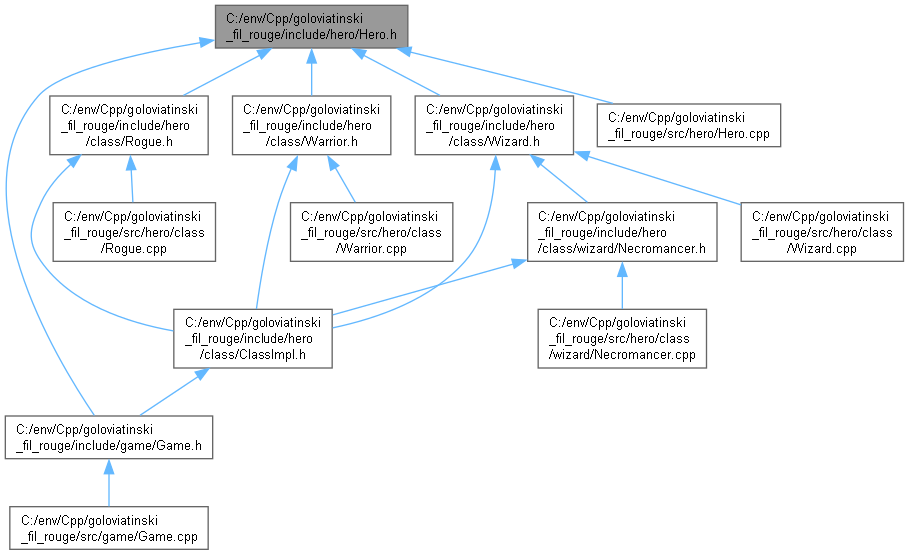 C:/env/Cpp/goloviatinski
_fil_rouge/include/hero/Hero.h
C:/env/Cpp/goloviatinski
_fil_rouge/include/hero
/class/Rogue.h
C:/env/Cpp/goloviatinski
_fil_rouge/include/hero
/class/Warrior.h
C:/env/Cpp/goloviatinski
_fil_rouge/include/hero
/class/Wizard.h
C:/env/Cpp/goloviatinski
_fil_rouge/src/hero/Hero.cpp
C:/env/Cpp/goloviatinski
_fil_rouge/src/hero/class
/Rogue.cpp
C:/env/Cpp/goloviatinski
_fil_rouge/src/hero/class
/Warrior.cpp
C:/env/Cpp/goloviatinski
_fil_rouge/include/hero
/class/wizard/Necromancer.h
C:/env/Cpp/goloviatinski
_fil_rouge/src/hero/class
/Wizard.cpp
C:/env/Cpp/goloviatinski
_fil_rouge/include/hero
/class/ClassImpl.h
C:/env/Cpp/goloviatinski
_fil_rouge/src/hero/class
/wizard/Necromancer.cpp
C:/env/Cpp/goloviatinski
_fil_rouge/include/game/Game.h
C:/env/Cpp/goloviatinski
_fil_rouge/src/game/Game.cpp